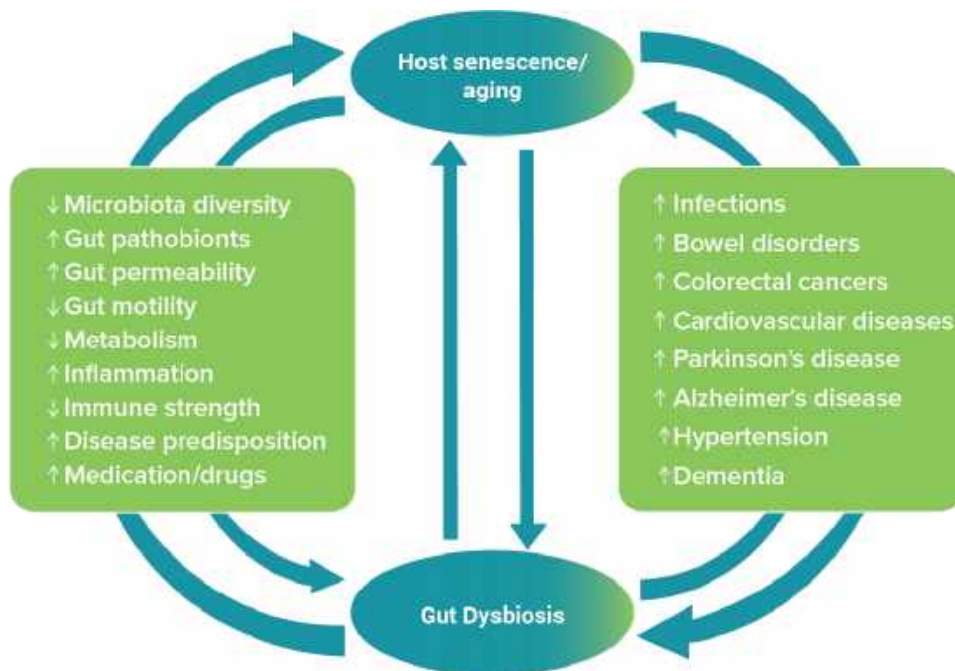 Host senescence/
aging
↓ Microbiota diversity
↑ Gut pathobionts
↑ Gut permeability
↓ Gut motility
↓ Metabolism
↑ Inflammation
↓ Immune strength
↑ Disease predisposition
↑ Medication/drugs
↑ Infections
↑ Bowel disorders
↑ Colorectal cancers
↑ Cardiovascular diseases
↑ Parkinson's disease
↑ Alzheimer's disease
↑ Hypertension
↑ Dementia
Gut Dysbiosis